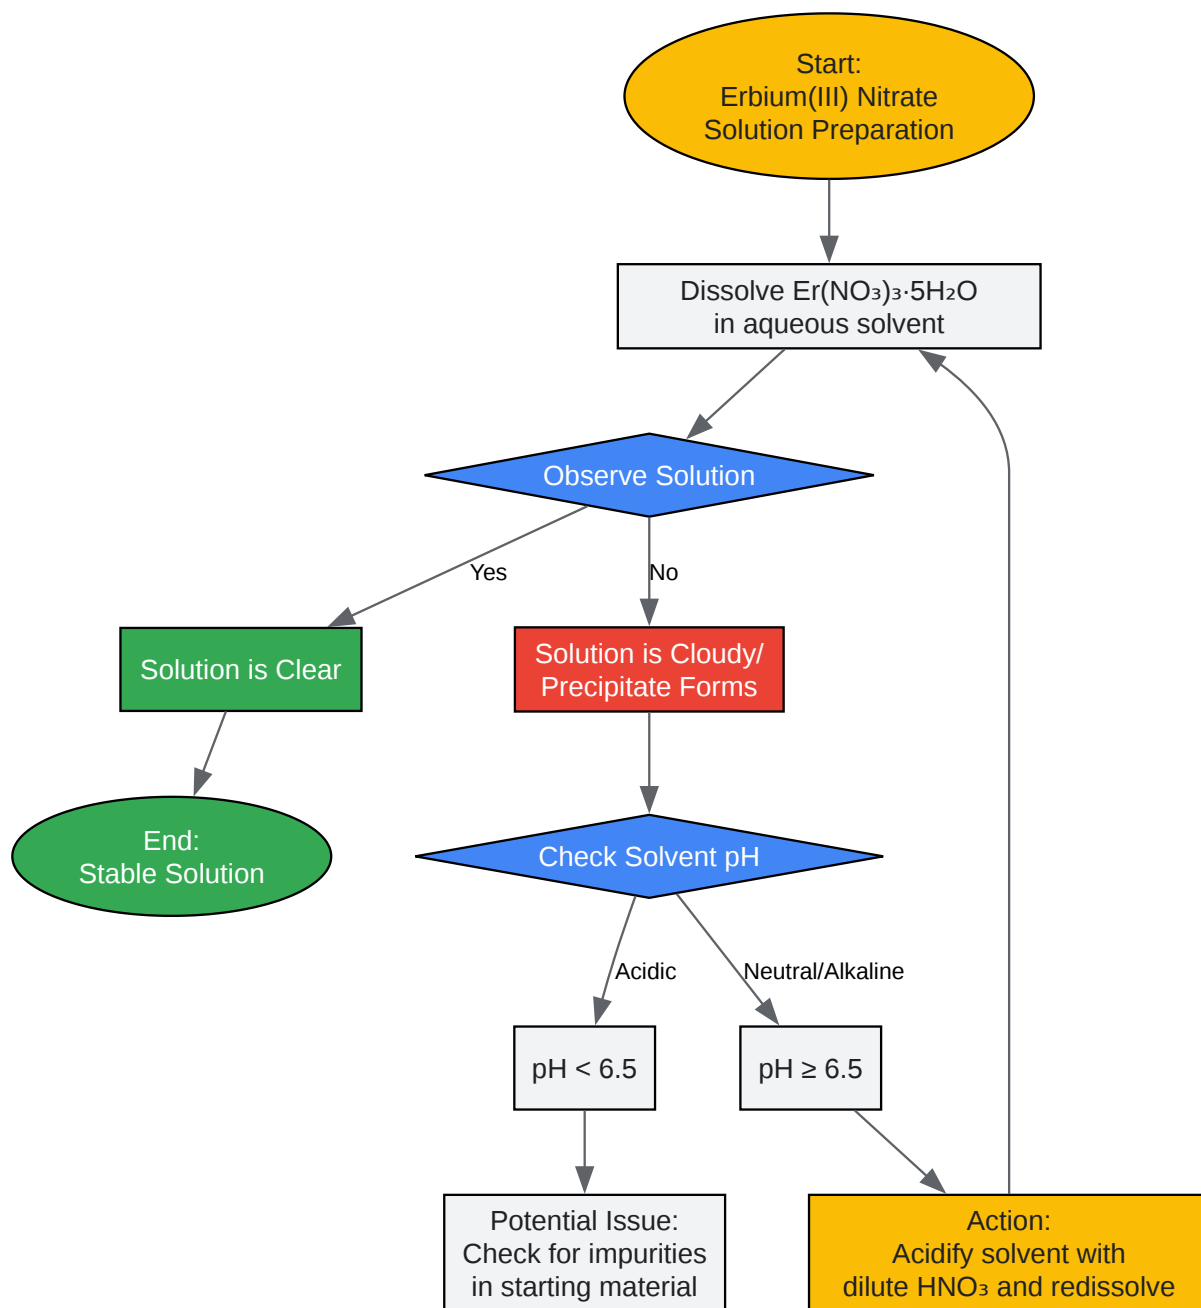 Start:
Erbium(III) Nitrate
Solution Preparation
Dissolve Er(NO₃)₃·5H₂O
in aqueous solvent
Observe Solution
Yes
No
Solution is Clear
Solution is Cloudy/
Precipitate Forms
End:
Stable Solution
Check Solvent pH
Acidic
Neutral/Alkaline
pH < 6.5
pH ≥ 6.5
Potential Issue:
Check for impurities
in starting material
Action:
Acidify solvent with
dilute HNO₃ and redissolve